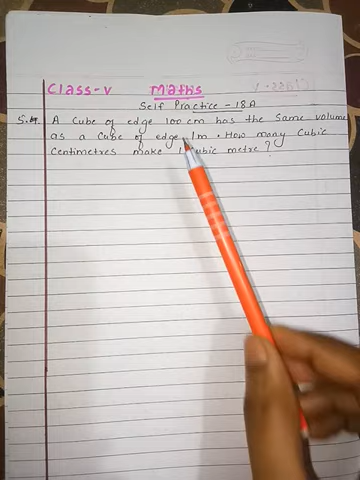 Class-V Maths
Self Practice - 18A
A Cube of edge 100 cm has the same volume
as a Cube of edge 1m. How many Cubic
Centimetres make 1 cubic metre?